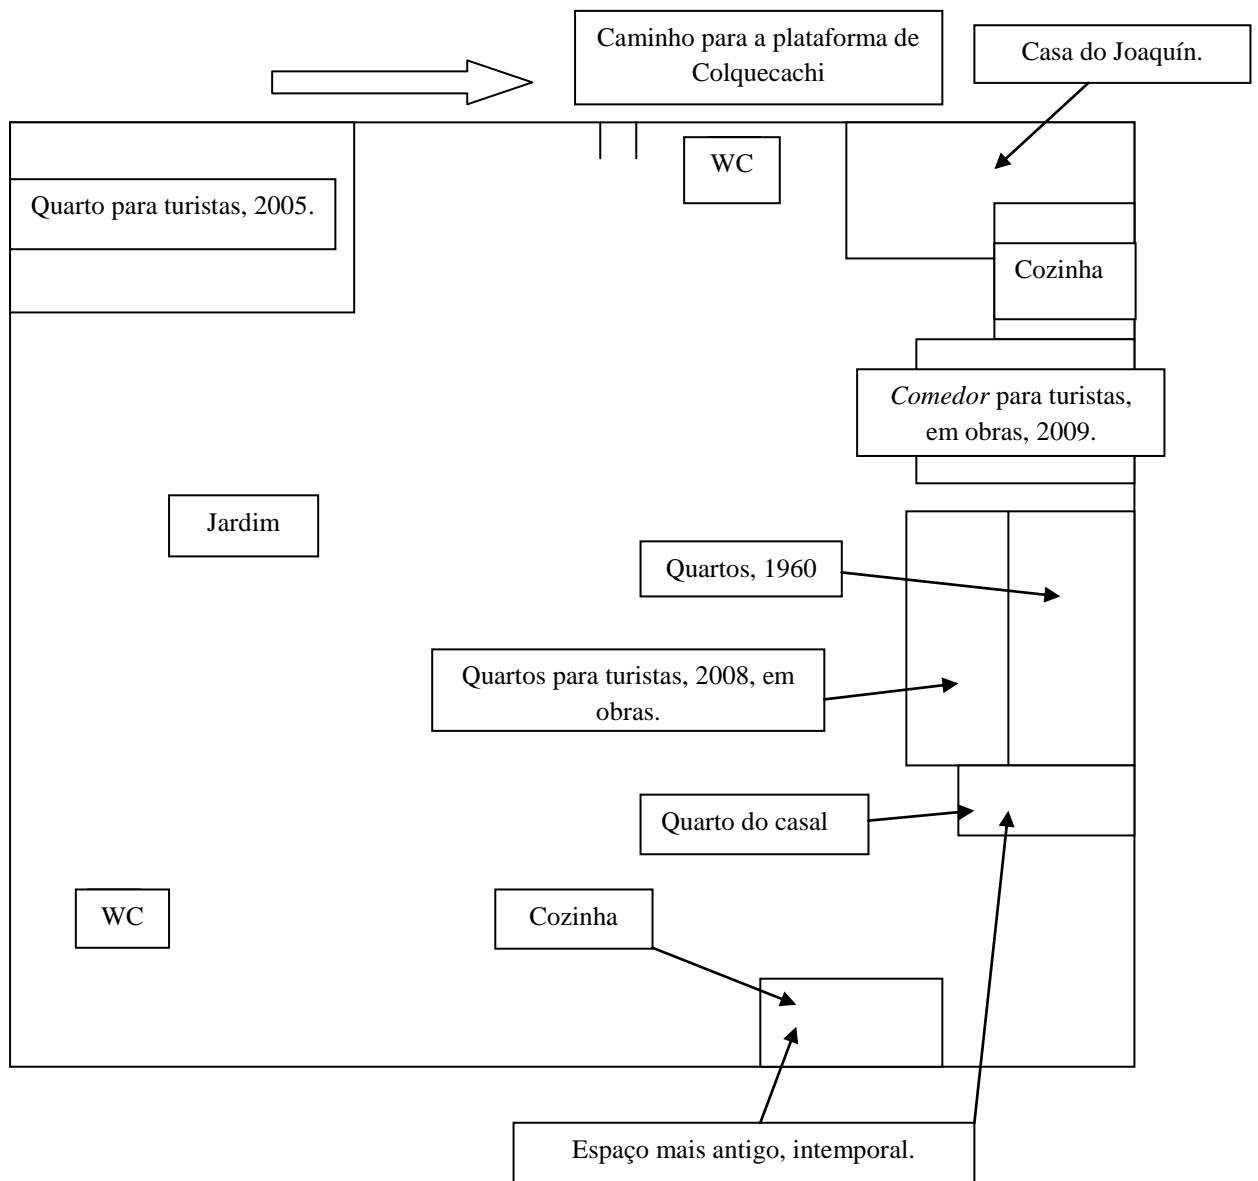 Caminho para a plataforma de
Colquecachi
Casa do Joaquín.
WC
Quarto para turistas, 2005.
Cozinha
Comedor para turistas,
em obras, 2009.
Jardim
Quartos, 1960
Quartos para turistas, 2008, em
obras.
Quarto do casal
WC
Cozinha
Espaço mais antigo, intemporal.